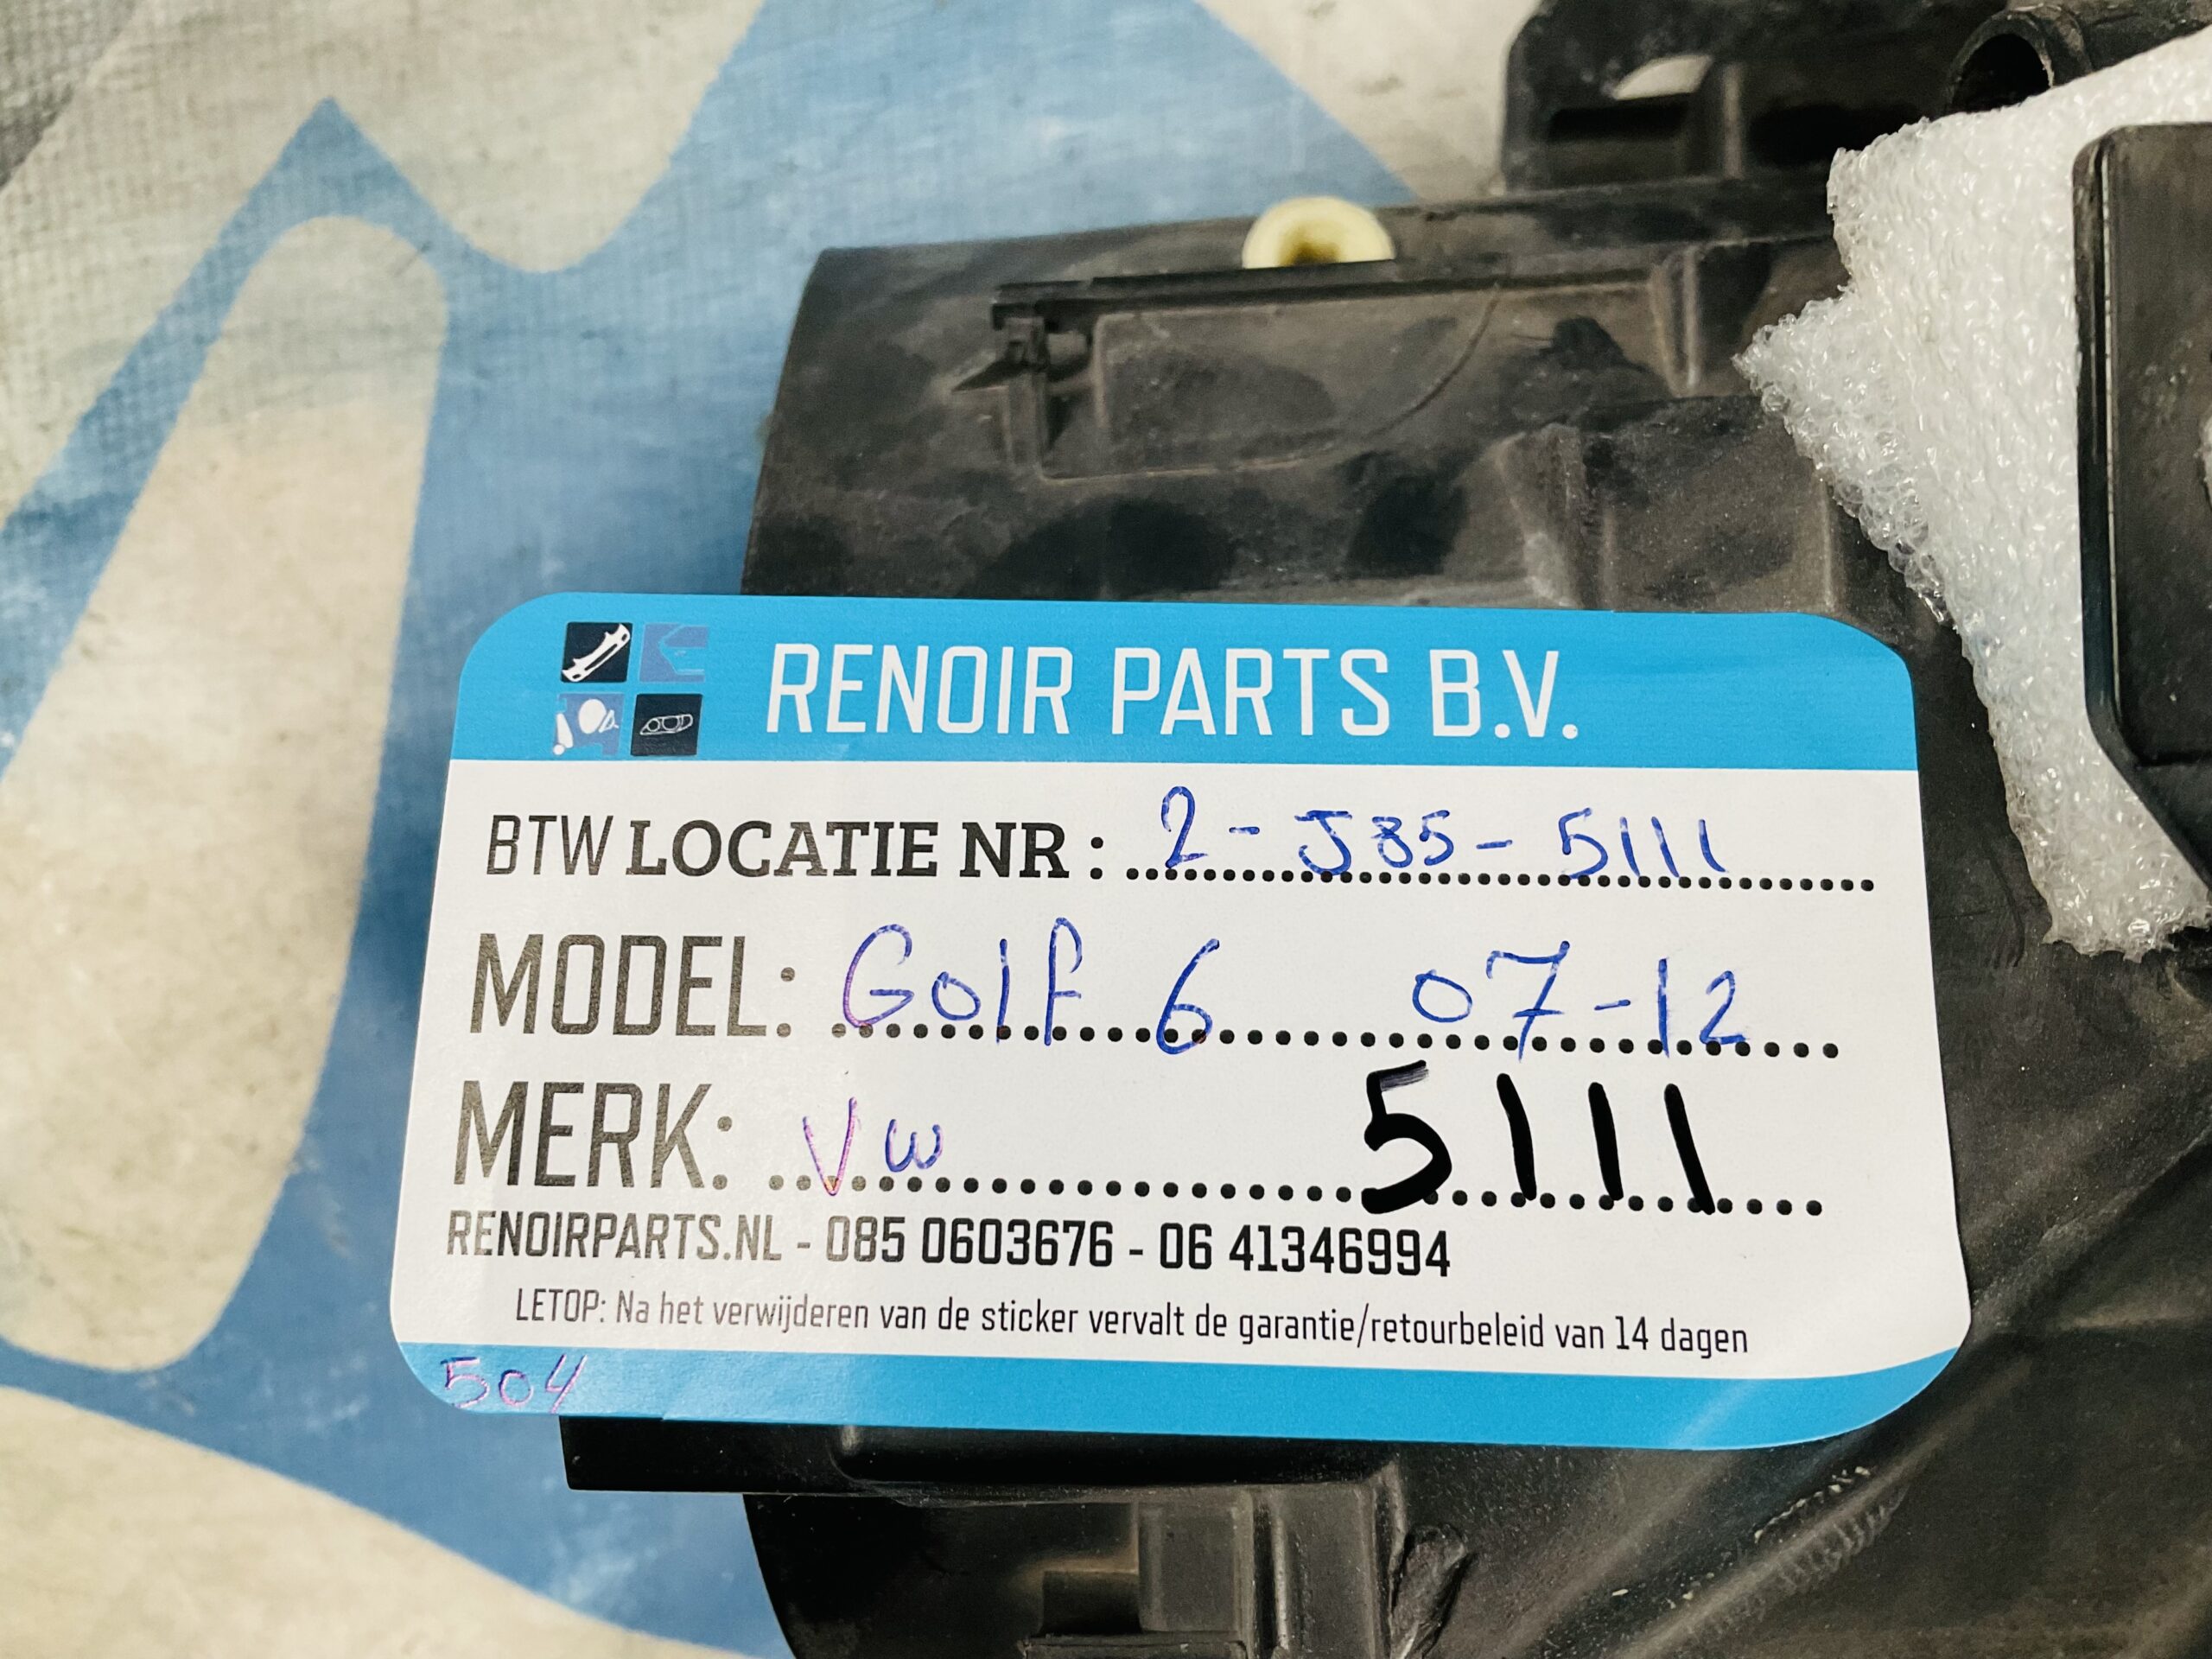 RENOIR PARTS B.V.
BTW LOCATIE NR : 2-J85-5111
MODEL: Golf 6 07-12
MERK: Vw 5111
RENOIRPARTS.NL - 085 0603676 - 06 41346994
LETOP: Na het verwijderen van de sticker vervalt de garantie/retourbeleid van 14 dagen
504